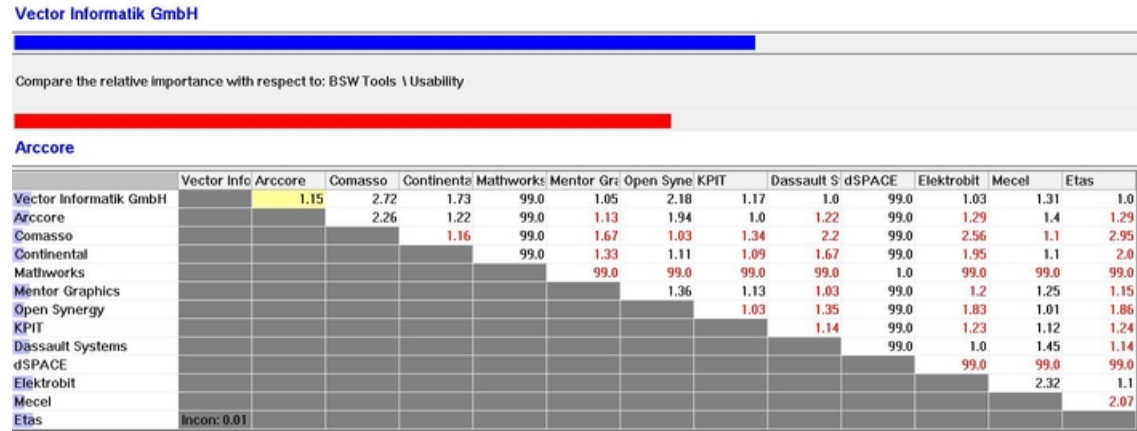 Vector Informatik GmbH
Compare the relative importance with respect to: BSW Tools \ Usability
Arccore
Vector Info Arccore Comasso Continenta Mathworks Mentor Gra Open Syne KPIT Dassault S dSPACE Elektrobit Mecel Etas
Vector Informatik GmbH 1.15 2.72 1.73 99.0 1.05 2.18 1.17 1.0 99.0 1.03 1.31 1.0
Arccore 2.26 1.22 99.0 1.13 1.94 1.0 1.22 99.0 1.29 1.4 1.29
Comasso 1.16 99.0 1.67 1.03 1.34 2.2 99.0 2.56 1.1 2.95
Continental 99.0 1.33 1.11 1.09 1.67 99.0 1.95 1.1 2.0
Mathworks 99.0 99.0 99.0 99.0 1.0 99.0 99.0 99.0
Mentor Graphics 1.36 1.13 1.03 99.0 1.2 1.25 1.15
Open Synergy 1.03 1.35 99.0 1.83 1.01 1.86
KPIT 1.14 99.0 1.23 1.12 1.24
Dassault Systems 99.0 1.0 1.45 1.14
dSPACE 99.0 99.0 99.0
Elektrobit 2.32 1.1
Mecel 2.07
Etas Incon: 0.01